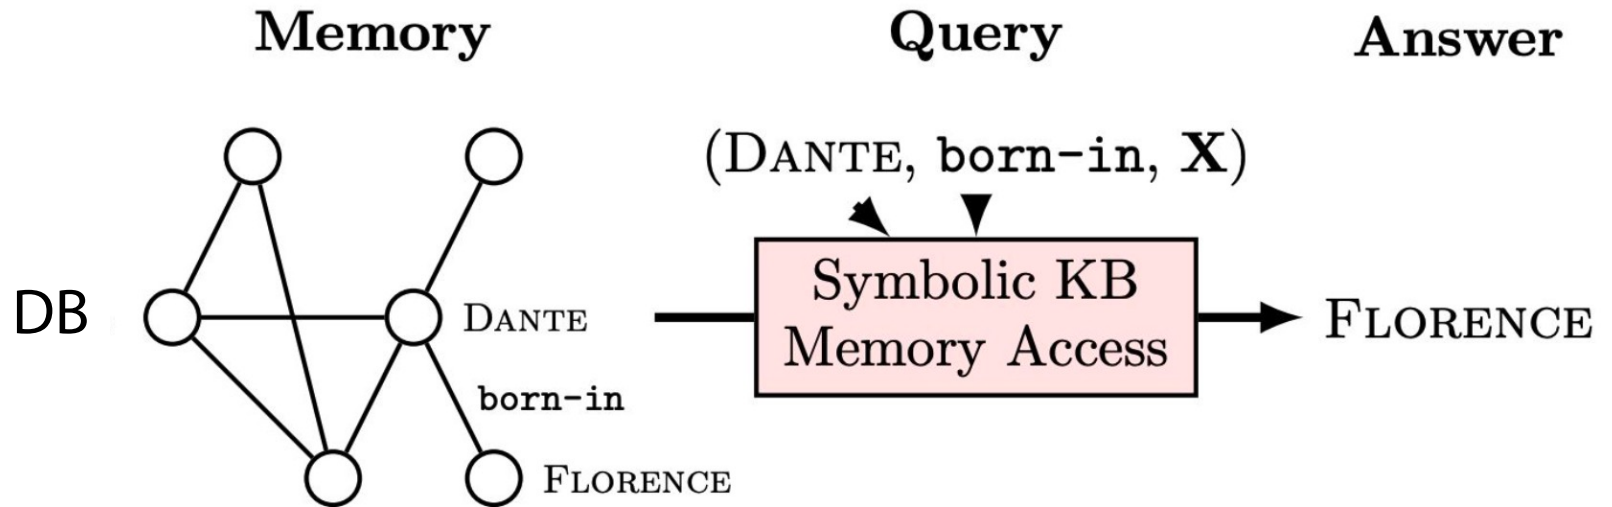 Memory
Query
Answer
(DANTE, born-in, X)
DB
DANTE
born-in
FLORENCE
Symbolic KB
Memory Access
FLORENCE